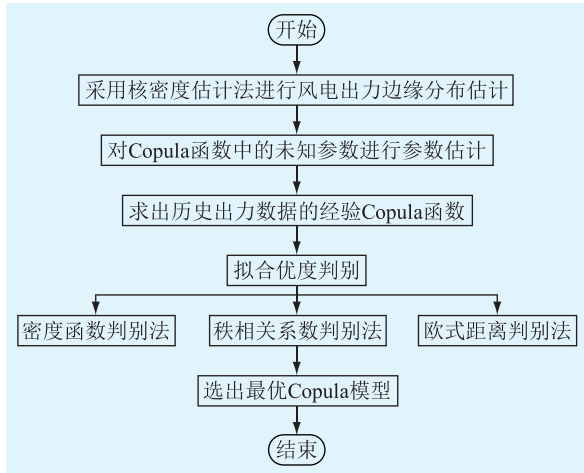 开始
采用核密度估计法进行风电出力边缘分布估计
对Copula函数中的未知参数进行参数估计
求出历史出力数据的经验Copula函数
拟合优度判别
密度函数判别法
秩相关系数判别法
欧式距离判别法
选出最优Copula模型
结束